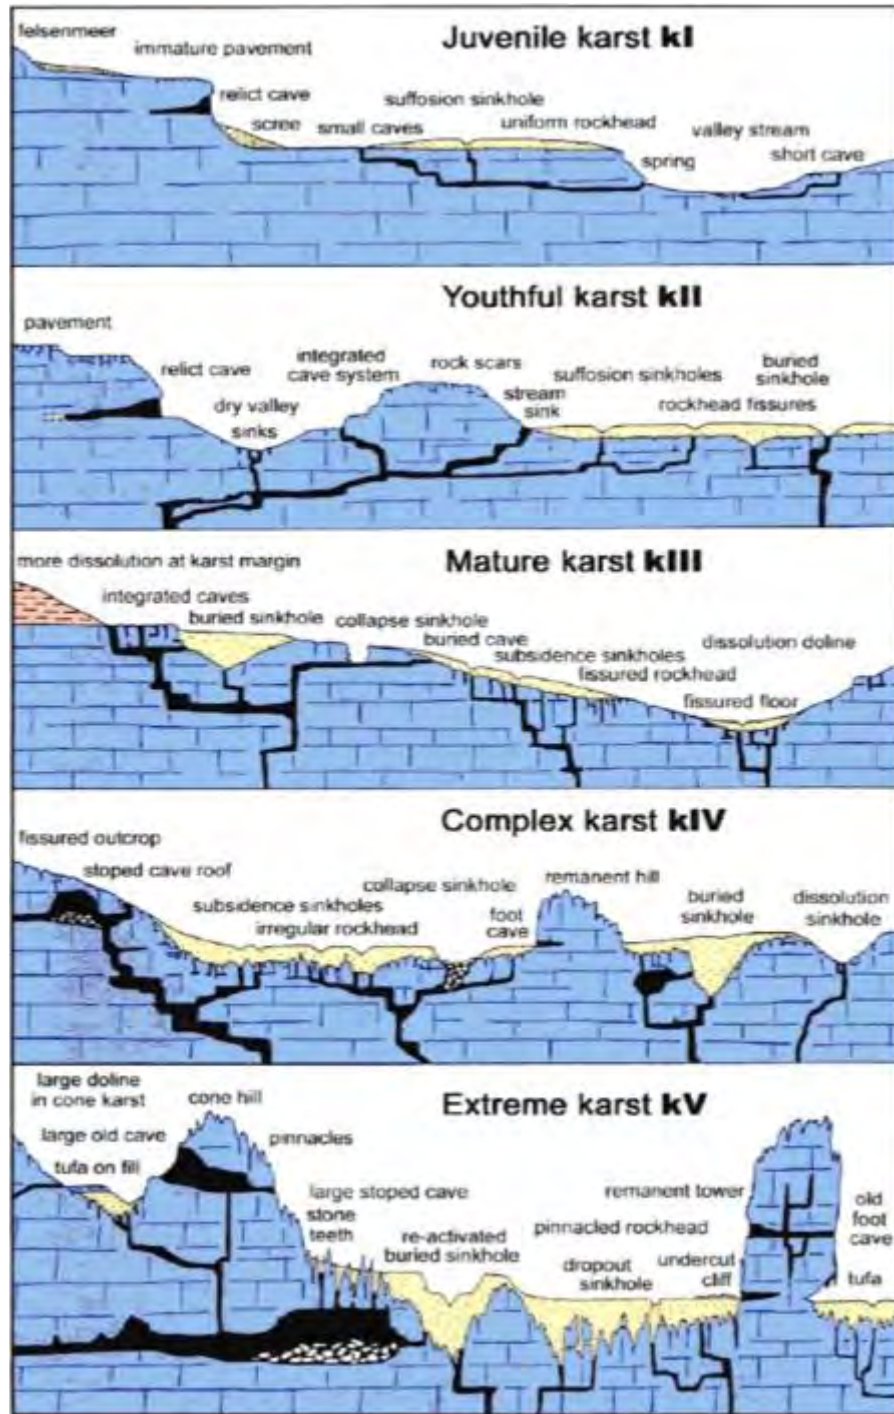 Juvenile karst kI
felsenmeer
immature pavement
relict cave
scree
small caves
suffosion sinkhole
uniform rockhead
spring
valley stream
short cave
Youthful karst kII
pavement
relict cave
dry valley
sinks
integrated
cave system
rock scars
stream
sink
suffosion sinkholes
rockhead fissures
buried
sinkhole
Mature karst kIII
more dissolution at karst margin
integrated caves
buried sinkhole
collapse sinkhole
buried cave
subsidence sinkholes
fissured rockhead
dissolution doline
fissured floor
Complex karst kIV
fissured outcrop
stoped cave roof
subsidence sinkholes
irregular rockhead
collapse sinkhole
foot
cave
remanent hill
buried
sinkhole
dissolution
sinkhole
Extreme karst kV
large doline
in cone karst
large old cave
tufa on fill
cone hill
pinnacles
large stoped cave
stone
teeth
re-activated
buried sinkhole
remanent tower
pinnacled rockhead
dropout
sinkhole
undercut
cliff
old
foot
cave
tufa